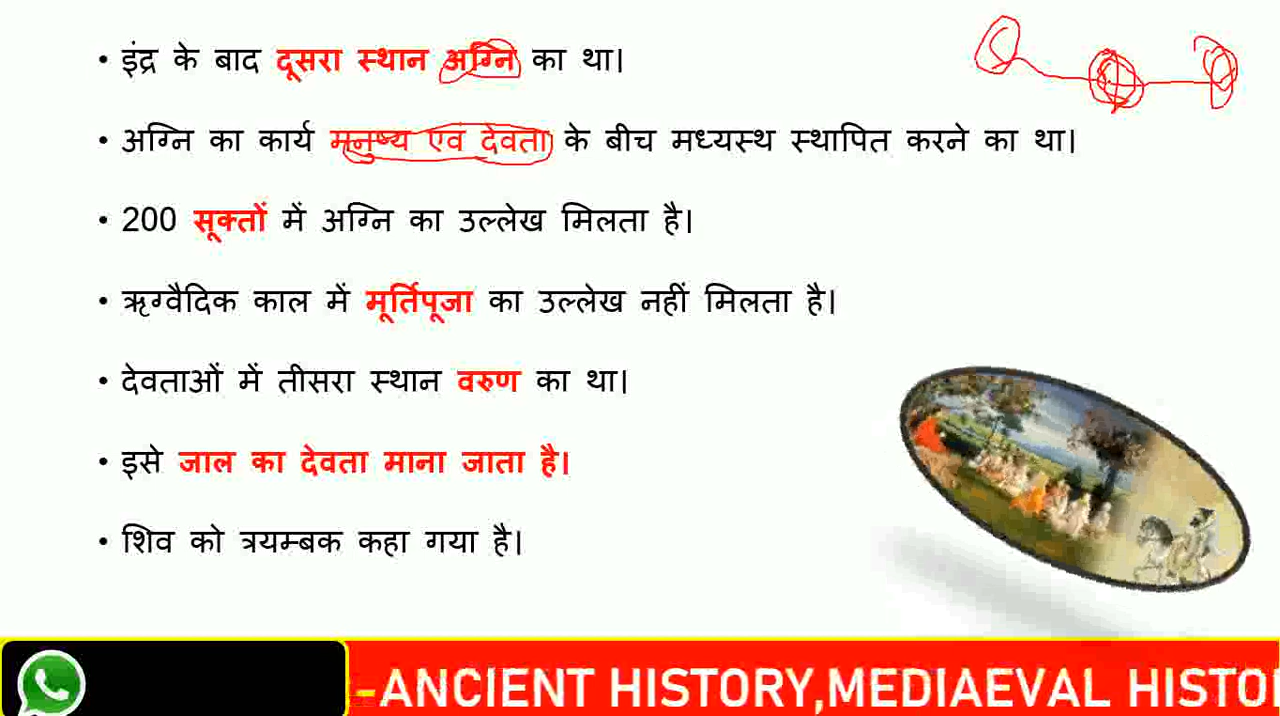 • इंद्र के बाद दूसरा स्थान अग्नि का था।
• अग्नि का कार्य मनुष्य एवं देवता के बीच मध्यस्थ स्थापित करने का था।
• 200 सूक्तों में अग्नि का उल्लेख मिलता है।
• ऋग्वैदिक काल में मूर्तिपूजा का उल्लेख नहीं मिलता है।
• देवताओं में तीसरा स्थान वरुण का था।
• इसे जाल का देवता माना जाता है।
• शिव को त्रयम्बक कहा गया है।
-ANCIENT HISTORY,MEDIAEVAL HISTO